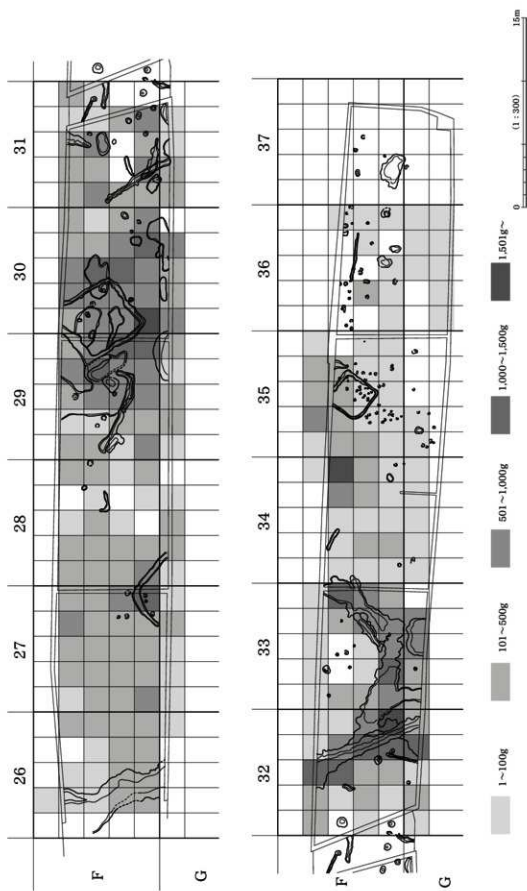 26 27 28 29 30 31
F
G
32 33 34 35 36 37
F
G
1～100g 101～500g 501～1,000g 1,001～1,500g 1,501g～
0 (1:300) 15m